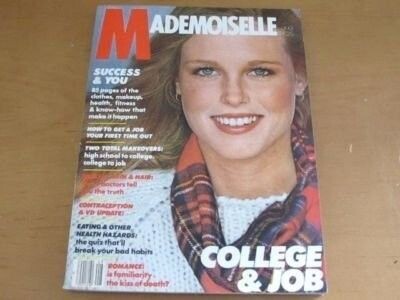 MADEMOISELLE
SUCCESS
& YOU
85 pages of the
clothes, makeup,
health, fitness
& know-how that
make it happen
HOW TO GET A JOB
YOUR FIRST TIME OUT
TWO TOTAL MAKEOVERS:
high school to college,
college to job
& HAIR:
doctors tell
the truth
CONTRACEPTION
& VD UPDATE!
EATING & OTHER
HEALTH HAZARDS:
the quiz that'll
break your bad habits
ROMANCE:
is familiarity
the kiss of death?
COLLEGE
& JOB